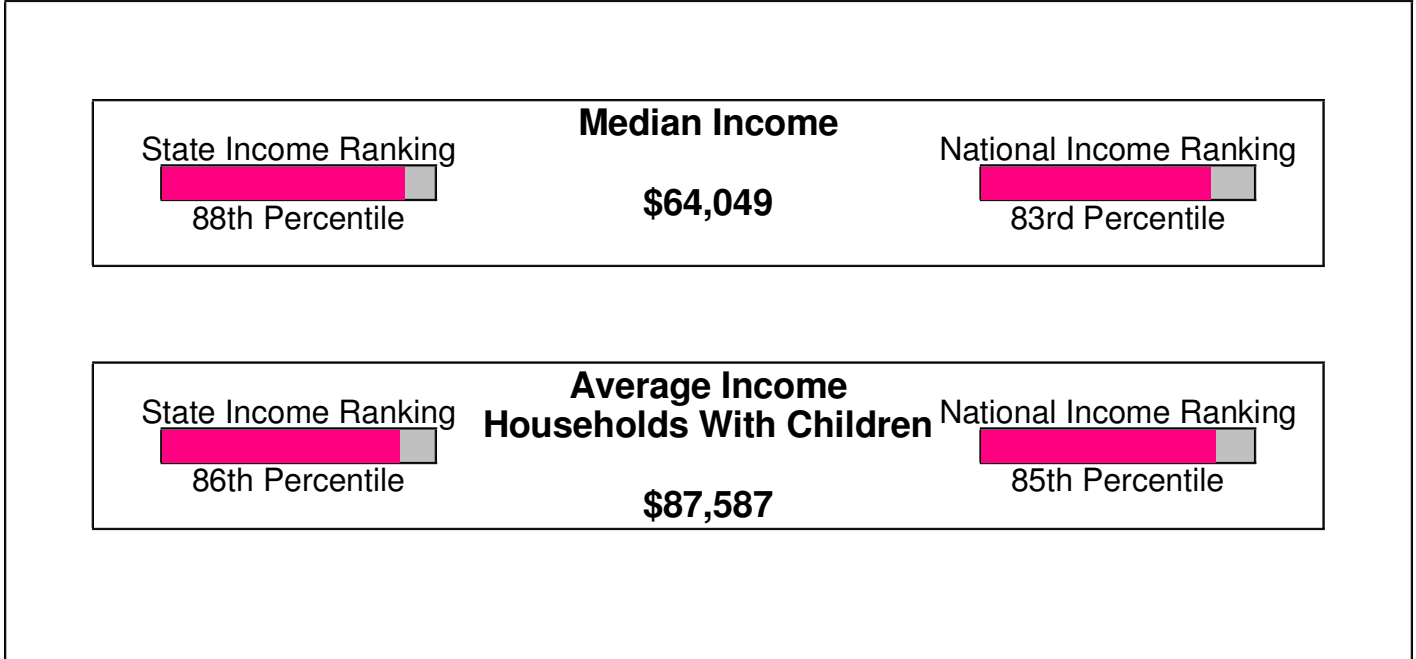 Median Income
State Income Ranking
National Income Ranking
$64,049
88th Percentile
83rd Percentile
Average Income
State Income Ranking
Households With Children
National Income Ranking
86th Percentile
85th Percentile
$87,587